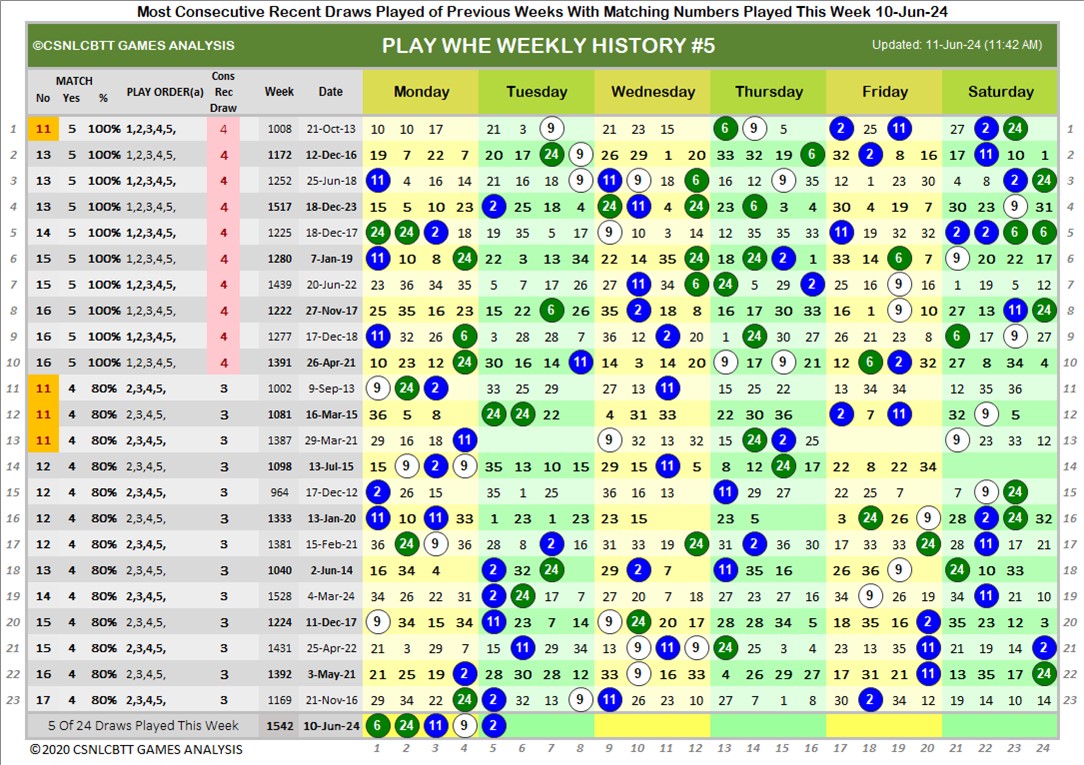 Most Consecutive Recent Draws Played of Previous Weeks With Matching Numbers Played This Week 10-Jun-24
©CSNLCBTT GAMES ANALYSIS PLAY WHE WEEKLY HISTORY #5 Updated: 11-Jun-24 (11:42 AM)
No MATCH Yes % PLAY ORDER(a) Cons Rec Draw Week Date Monday Tuesday Wednesday Thursday Friday Saturday
1 11 5 100% 1,2,3,4,5, 4 1008 21-Oct-13 10 10 17 21 3 9 21 23 15 6 9 5 2 25 11 27 2 24 1
2 13 5 100% 1,2,3,4,5, 4 1172 12-Dec-16 19 7 22 7 20 17 24 9 26 29 1 20 33 32 19 6 32 2 8 16 17 11 10 1 2
3 13 5 100% 1,2,3,4,5, 4 1252 25-Jun-18 11 4 16 14 21 16 18 9 11 9 18 6 16 12 9 35 12 1 23 30 4 8 2 24 3
4 13 5 100% 1,2,3,4,5, 4 1517 18-Dec-23 15 5 10 23 2 25 18 4 24 11 4 24 23 6 3 4 30 4 19 7 30 23 9 31 4
5 14 5 100% 1,2,3,4,5, 4 1225 18-Dec-17 24 24 2 18 19 35 5 17 9 10 3 14 12 35 35 33 11 19 32 32 2 2 6 6 5
6 15 5 100% 1,2,3,4,5, 4 1280 7-Jan-19 11 10 8 24 22 3 13 34 22 14 35 24 18 24 2 1 33 14 6 7 9 20 22 17 6
7 15 5 100% 1,2,3,4,5, 4 1439 20-Jun-22 23 36 34 35 5 7 17 26 27 11 34 6 24 5 29 2 25 16 9 16 1 19 5 12 7
8 16 5 100% 1,2,3,4,5, 4 1222 27-Nov-17 25 35 16 23 15 22 6 26 35 2 18 8 16 17 30 33 16 1 9 10 27 13 11 24 8
9 16 5 100% 1,2,3,4,5, 4 1277 17-Dec-18 11 32 26 6 3 28 28 7 36 12 2 20 1 24 30 27 26 21 23 8 6 17 9 27 9
10 16 5 100% 1,2,3,4,5, 4 1391 26-Apr-21 10 23 12 24 30 16 14 11 14 3 14 20 9 17 9 21 12 6 2 32 27 8 34 4 10
11 11 4 80% 2,3,4,5, 3 1002 9-Sep-13 9 24 2 33 25 29 27 13 11 15 25 22 13 34 34 12 35 36 11
12 11 4 80% 2,3,4,5, 3 1081 16-Mar-15 36 5 8 24 24 22 4 31 33 22 30 36 2 7 11 32 9 5 12
13 11 4 80% 2,3,4,5, 3 1387 29-Mar-21 29 16 18 11 9 32 13 32 15 24 2 25 9 23 33 12 13
14 12 4 80% 2,3,4,5, 3 1098 13-Jul-15 15 9 2 9 35 13 10 15 29 15 11 5 8 12 24 17 22 8 22 34 14
15 12 4 80% 2,3,4,5, 3 964 17-Dec-12 2 26 15 35 1 25 36 16 13 11 29 27 22 25 7 7 9 24 15
16 12 4 80% 2,3,4,5, 3 1332 13-Jan-20 11 10 11 33 1 23 1 23 23 15 23 5 3 24 26 9 28 2 24 32 16
17 12 4 80% 2,3,4,5, 3 1381 15-Feb-21 36 24 9 36 28 8 2 16 31 33 19 24 31 2 36 30 17 33 33 24 28 11 17 21 17
18 13 4 80% 2,3,4,5, 3 1040 2-Jun-14 16 34 4 2 32 24 29 2 7 11 35 16 26 36 9 24 10 33 18
19 14 4 80% 2,3,4,5, 3 1528 4-Mar-24 34 26 22 31 2 24 17 7 27 20 7 18 27 23 27 16 34 9 26 19 34 11 21 10 19
20 15 4 80% 2,3,4,5, 3 1224 11-Dec-17 9 34 15 34 11 23 7 14 9 24 20 17 28 28 34 5 18 35 16 2 35 23 12 3 20
21 15 4 80% 2,3,4,5, 3 1431 25-Apr-22 21 3 29 7 15 11 29 34 13 9 11 9 24 25 3 4 23 13 35 11 21 19 14 2 21
22 16 4 80% 2,3,4,5, 3 1392 3-May-21 21 25 19 2 28 30 28 12 33 9 16 33 4 26 29 27 17 31 21 11 13 35 17 24 22
23 17 4 80% 2,3,4,5, 3 1169 21-Nov-16 29 34 22 24 2 32 13 9 11 26 23 10 27 7 1 8 30 2 34 12 19 14 10 14 23
5 Of 24 Draws Played This Week 1542 10-Jun-24 6 24 11 9 2
©2020 CSNLCBTT GAMES ANALYSIS 1 2 3 4 5 6 7 8 9 10 11 12 13 14 15 16 17 18 19 20 21 22 23 24